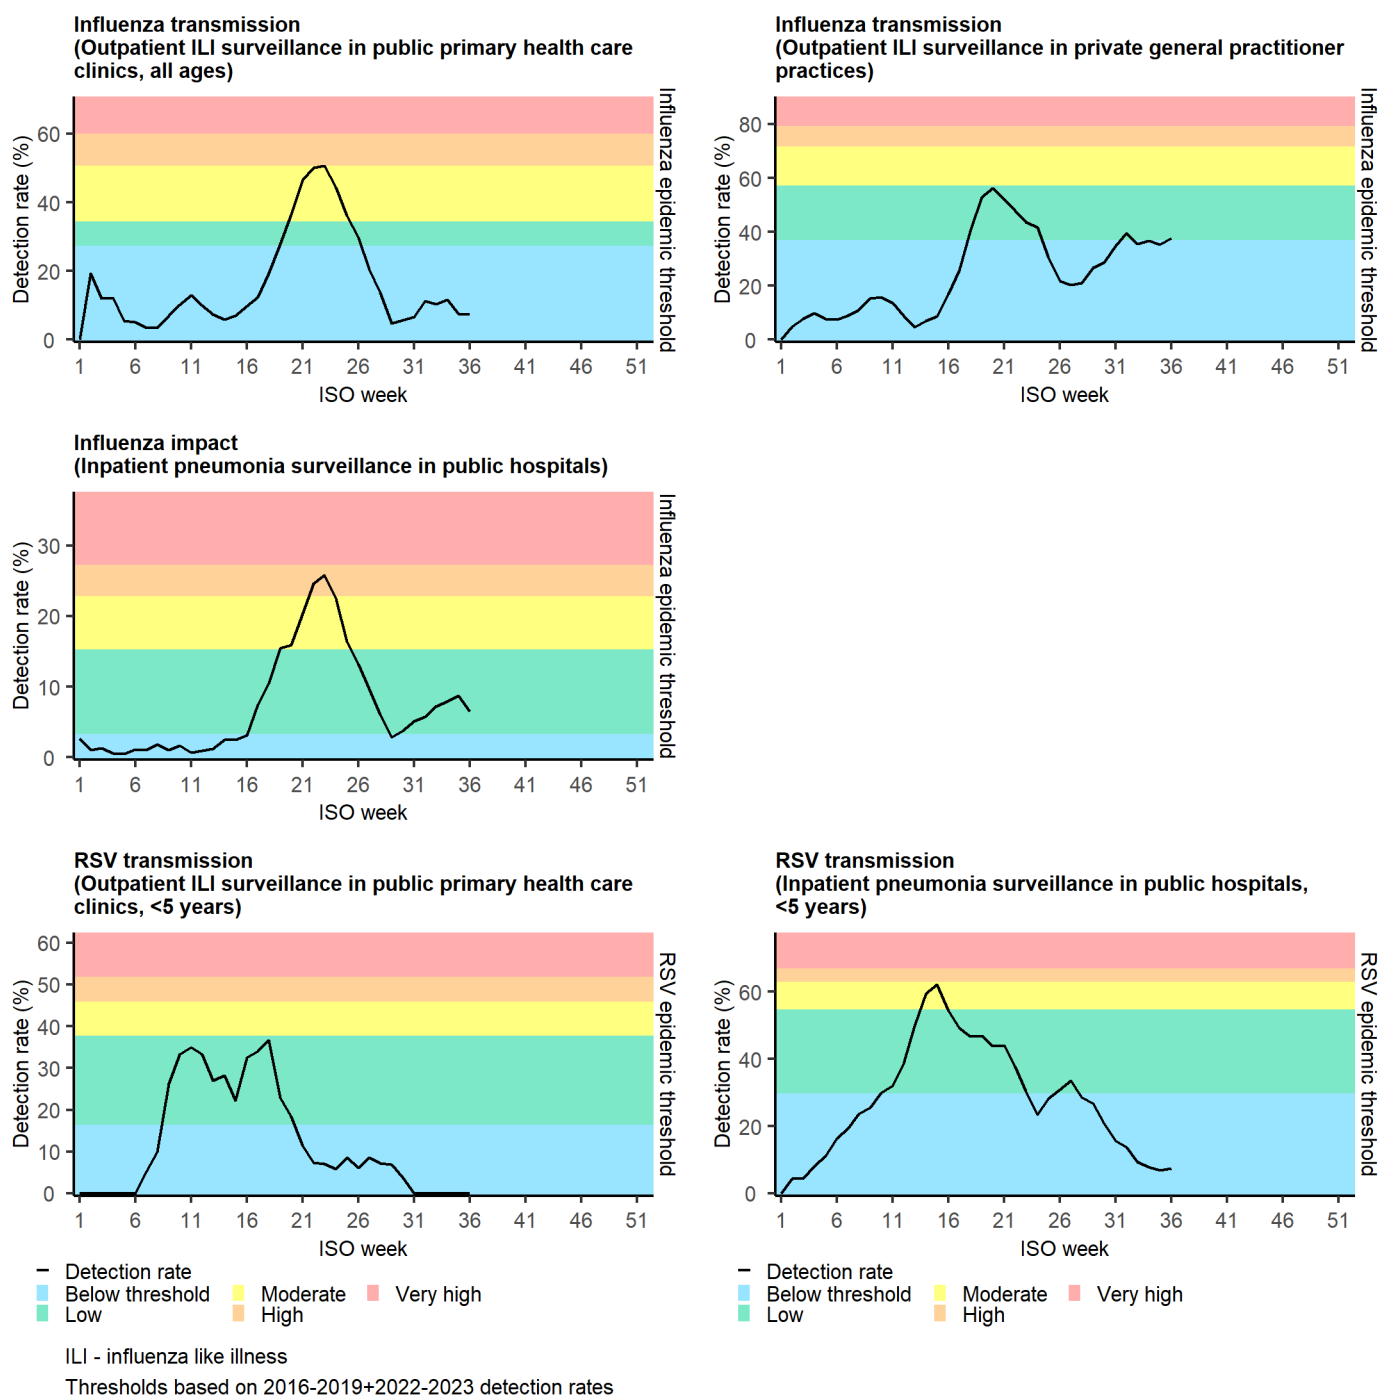 Influenza transmission
(Outpatient ILI surveillance in public primary health care
clinics, all ages)
Detection rate (%)
60
40
20
0
1 6 11 16 21 26 31 36 41 46 51
ISO week
Influenza epidemic threshold
Influenza transmission
(Outpatient ILI surveillance in private general practitioner
practices)
Detection rate (%)
80
60
40
20
0
1 6 11 16 21 26 31 36 41 46 51
ISO week
Influenza epidemic threshold
Influenza impact
(Inpatient pneumonia surveillance in public hospitals)
Detection rate (%)
30
20
10
0
1 6 11 16 21 26 31 36 41 46 51
ISO week
Influenza epidemic threshold
RSV transmission
(Outpatient ILI surveillance in public primary health care
clinics, <5 years)
Detection rate (%)
60
50
40
30
20
10
0
1 6 11 16 21 26 31 36 41 46 51
ISO week
RSV epidemic threshold
RSV transmission
(Inpatient pneumonia surveillance in public hospitals,
<5 years)
Detection rate (%)
60
40
20
0
1 6 11 16 21 26 31 36 41 46 51
ISO week
RSV epidemic threshold
Detection rate
Below threshold Moderate Very high
Low High
Detection rate
Below threshold Moderate Very high
Low High
ILI - influenza like illness
Thresholds based on 2016-2019+2022-2023 detection rates